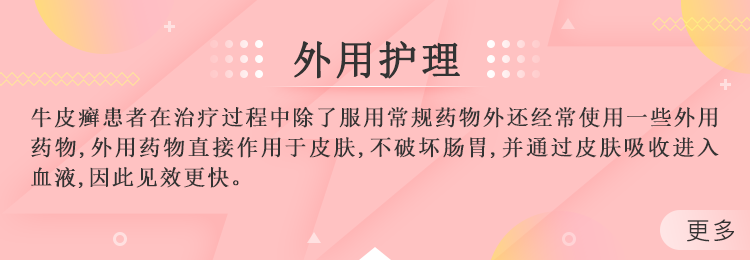 外用护理
牛皮癣患者在治疗过程中除了服用常规药物外还经常使用一些外用
药物,外用药物直接作用于皮肤,不破坏肠胃,并通过皮肤吸收进入
血液,因此见效更快。
更多